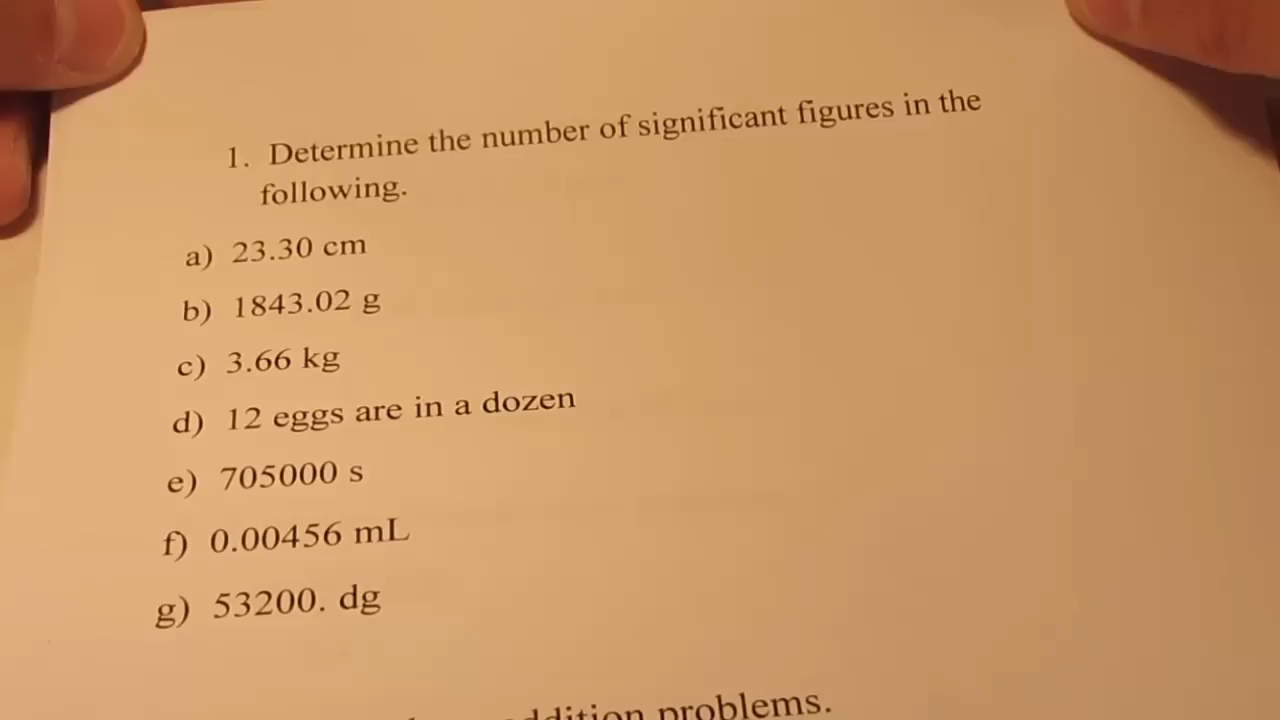 1. Determine the number of significant figures in the
following.
a) 23.30 cm
b) 1843.02 g
c) 3.66 kg
d) 12 eggs are in a dozen
e) 705000 s
f) 0.00456 mL
g) 53200. dg
problems.